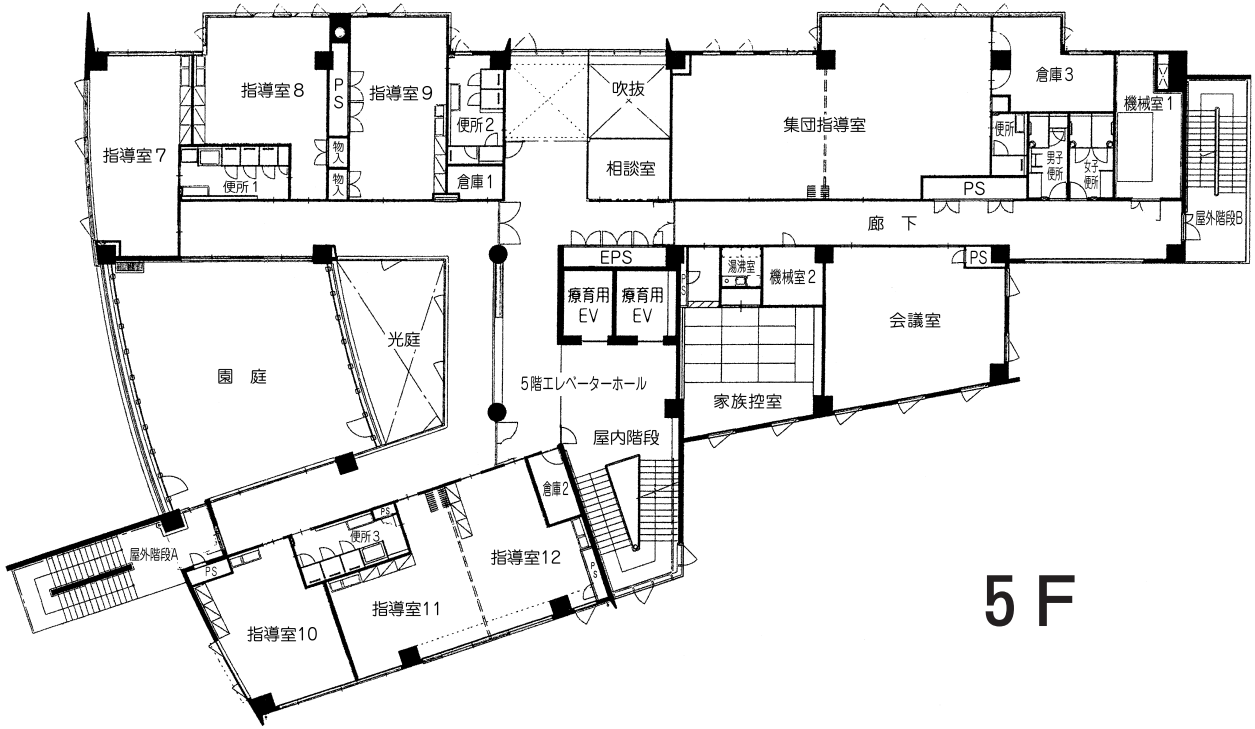 指導室7
指導室8
PS
物入
物入
指導室9
便所1
便所2
倉庫1
吹抜
相談室
集団指導室
倉庫3
機械室1
便所
男子
便所
女子
便所
PS
屋外階段B
廊下
EPS
療育用
EV
療育用
EV
PS
湯沸室
機械室2
PS
会議室
家族控室
園庭
光庭
5階エレベーターホール
屋内階段
倉庫2
指導室12
PS
指導室11
便所3
PS
指導室10
PS
屋外階段A
5F